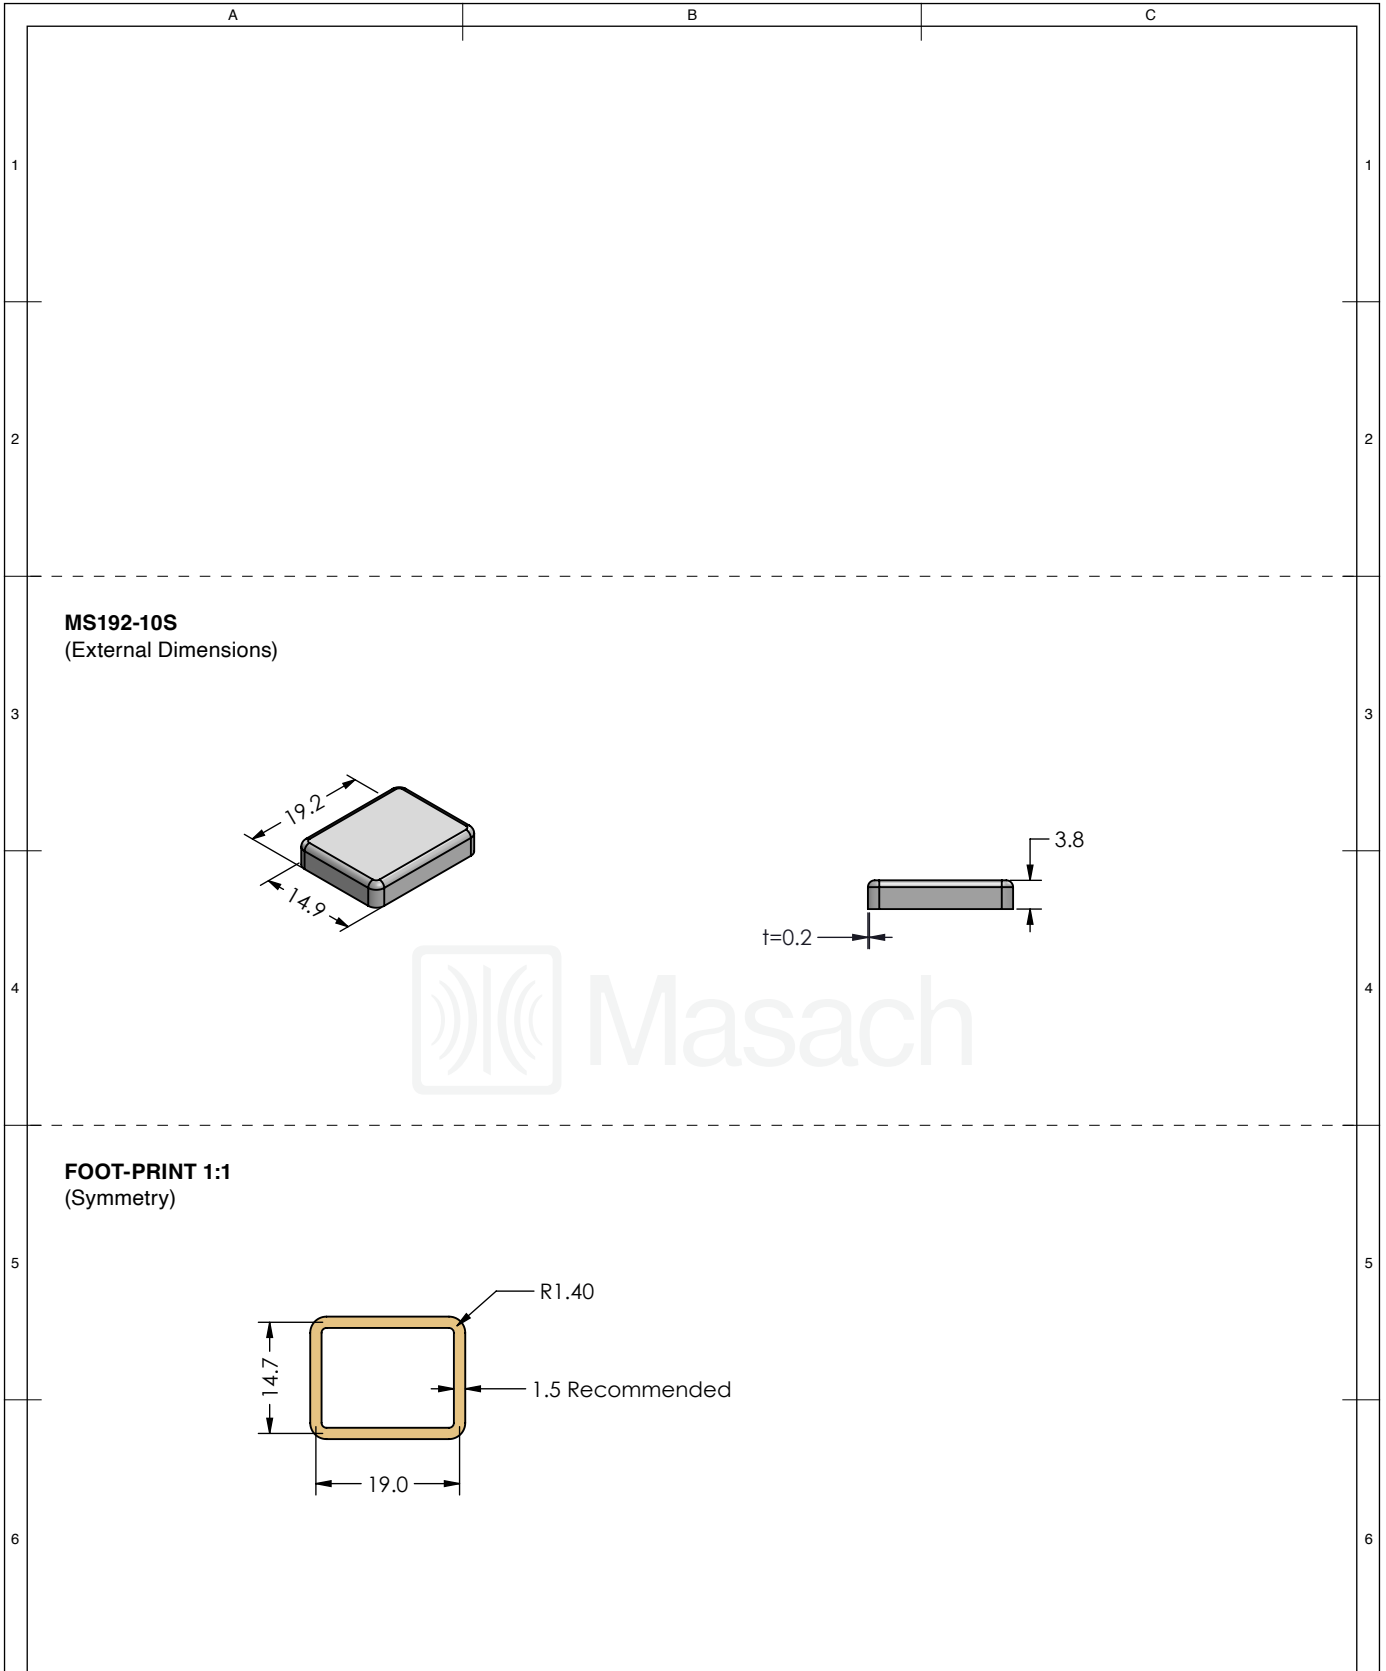 A
B
C
1
1
2
2
MS192-10S
(External Dimensions)
3
3
19.2
14.9
3.8
t=0.2
4
4
Masach
FOOT-PRINT 1:1
(Symmetry)
5
5
R1.40
14.7
1.5 Recommended
19.0
6
6